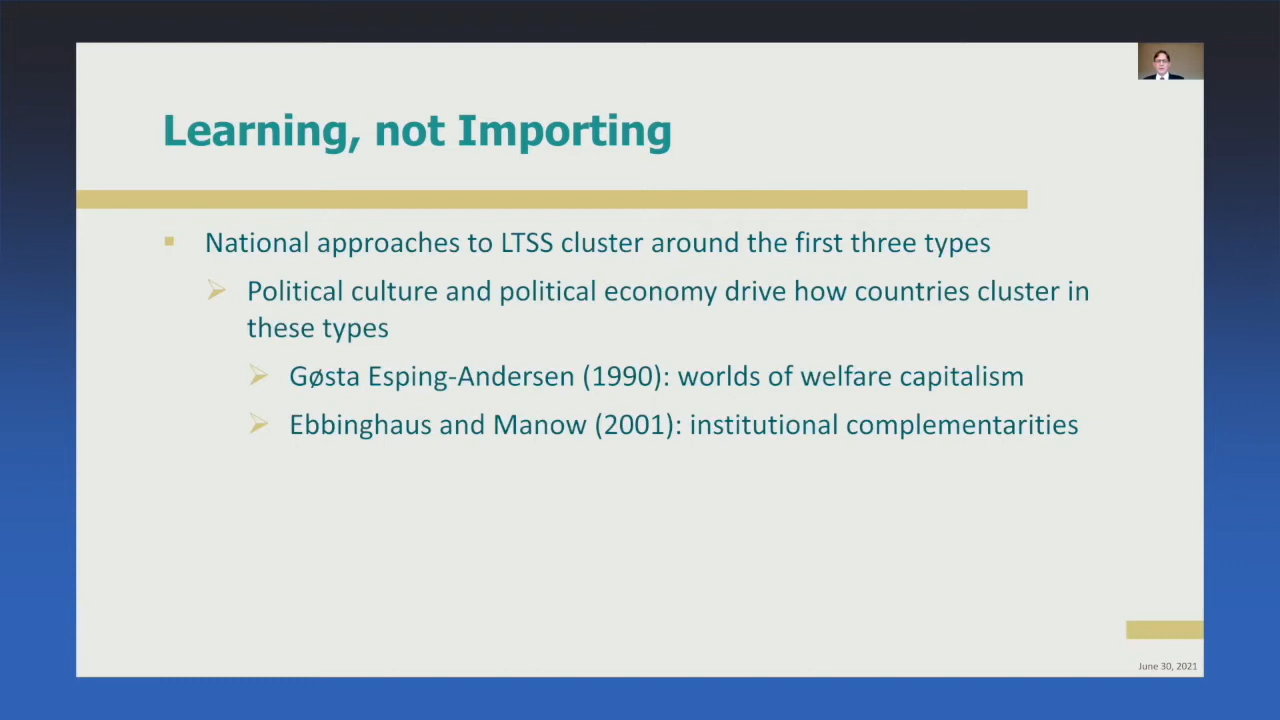 Learning, not Importing
National approaches to LTSS cluster around the first three types
Political culture and political economy drive how countries cluster in
these types
Gøsta Esping-Andersen (1990): worlds of welfare capitalism
Ebbinghaus and Manow (2001): institutional complementarities
June 30, 2021